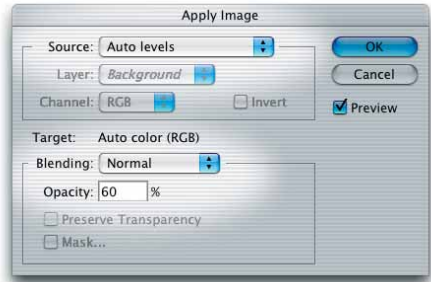 Apply Image
Source: Auto levels
OK
Layer: Background
Cancel
Channel: RGB
Invert
Preview
Target: Auto color (RGB)
Blending: Normal
Opacity: 60 %
Preserve Transparency
Mask...